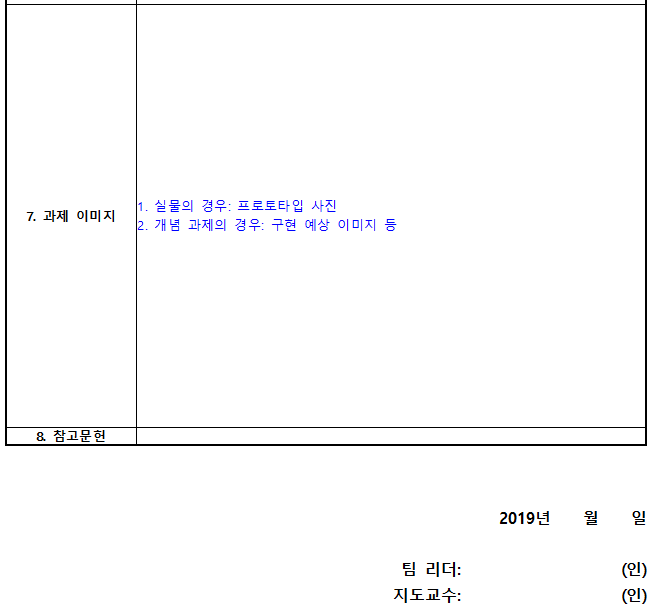 7. 과제 이미지
1. 실물의 경우: 프로토타입 사진
2. 개념 과제의 경우: 구현 예상 이미지 등
8. 참고문헌
2019년 월 일
팀 리더: (인)
지도교수: (인)